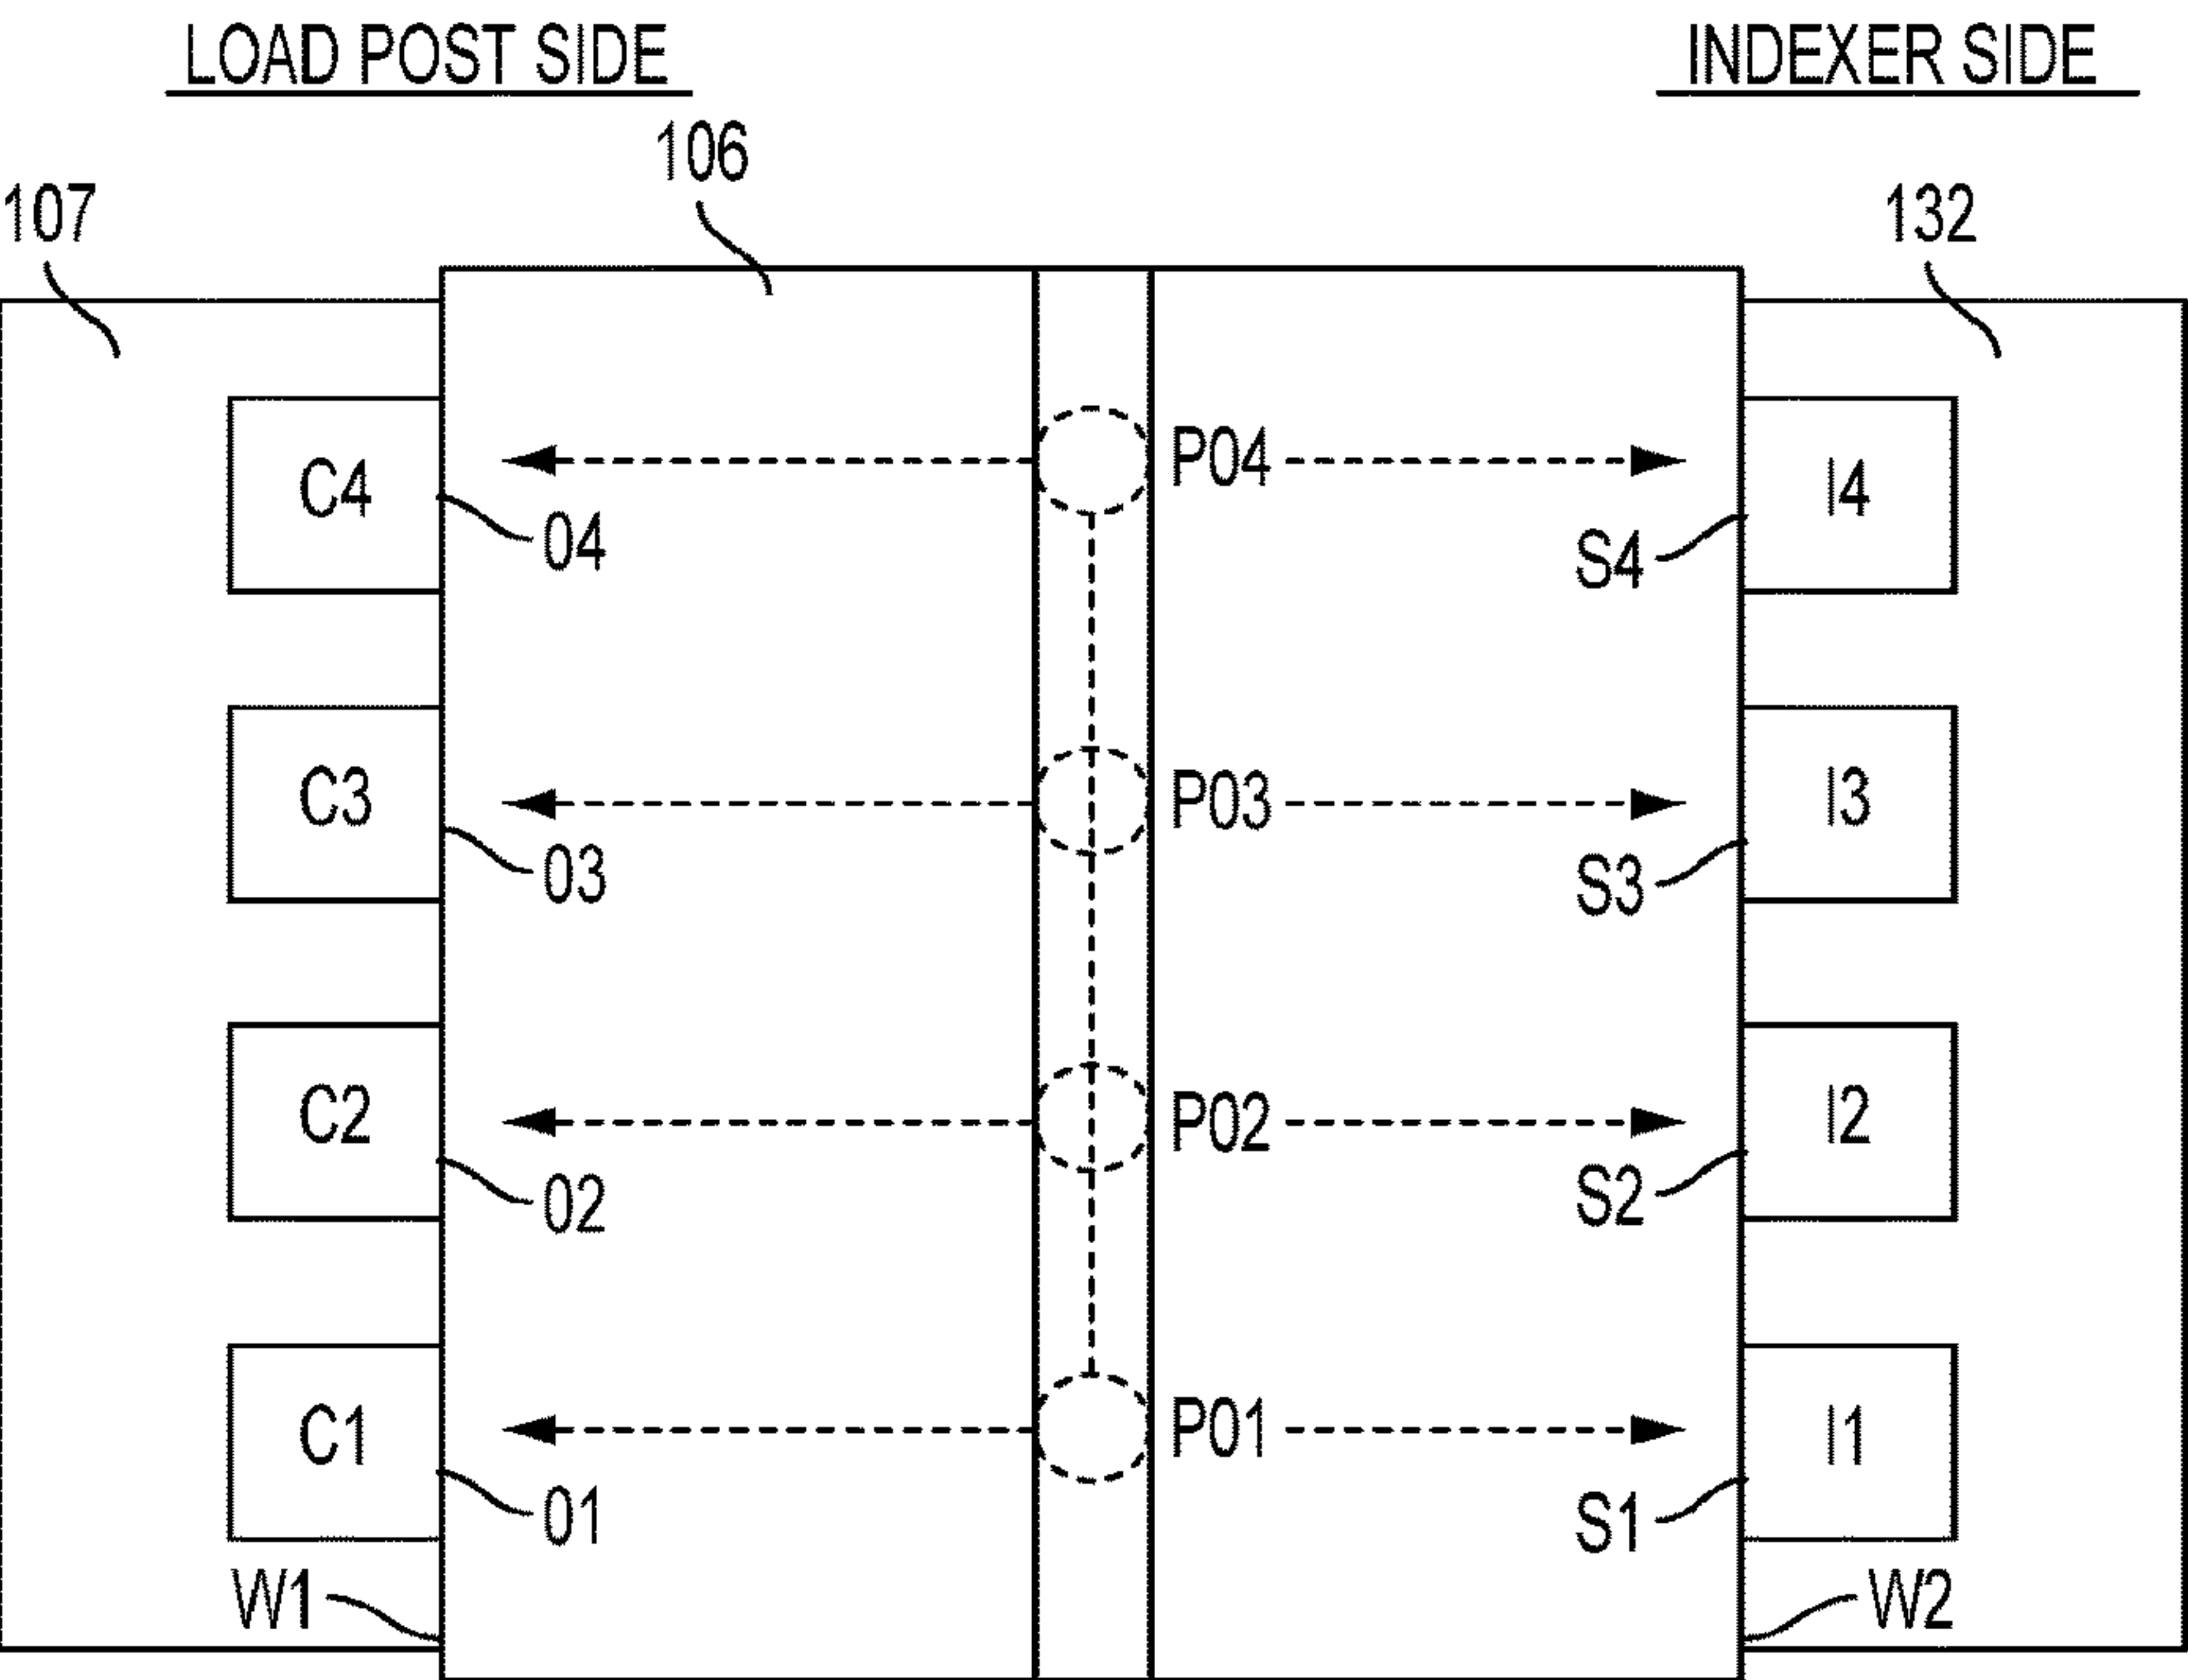 LOAD POST SIDE INDEXER SIDE
106
107 132
C4 P04 I4
04 S4
C3 P03 I3
03 S3
C2 P02 I2
02 S2
C1 P01 I1
01 S1
W1 W2